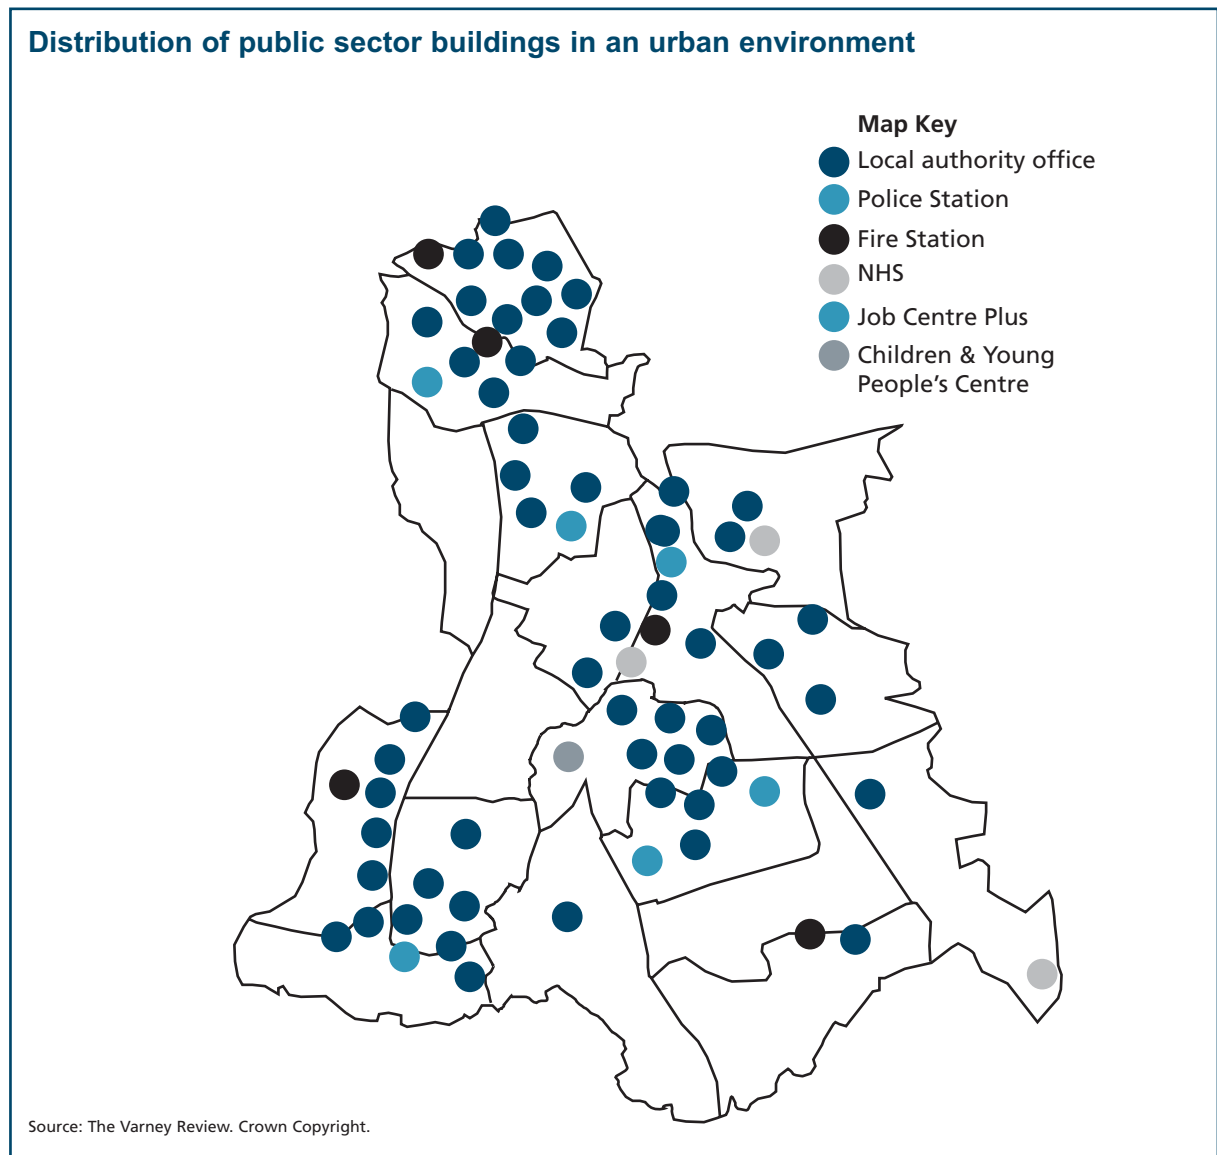 Distribution of public sector buildings in an urban environment
Map Key
Local authority office
Police Station
Fire Station
NHS
Job Centre Plus
Children & Young
People’s Centre
Source: The Varney Review. Crown Copyright.